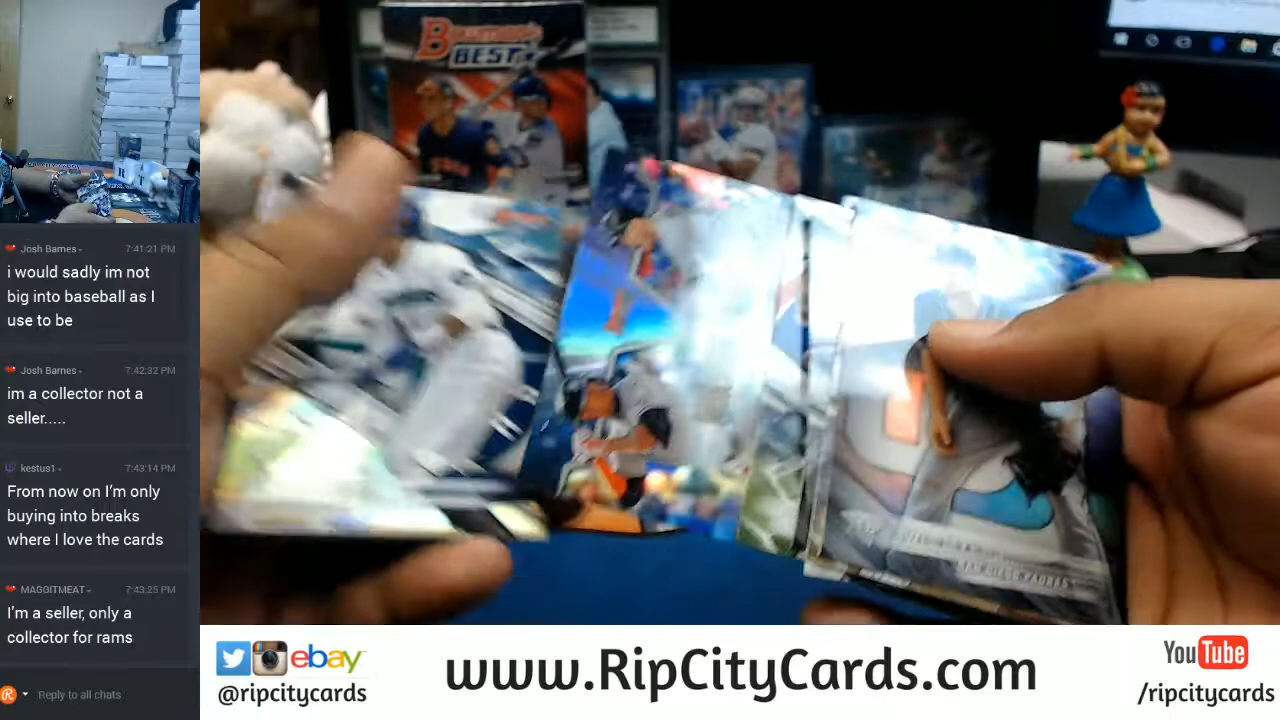 Josh Barnes
7:41:21 PM
i would sadly im not
big into baseball as I
use to be
Josh Barnes
7:42:32 PM
im a collector not a
seller.....
kestus1
7:43:14 PM
From now on I'm only
buying into breaks
where I love the cards
MAGGITMEAT
7:43:25 PM
I'm a seller, only a
collector for rams
Reply to all chats
Bowman's
BEST
SAN DIEGO PADRES
ebay
@ripcitycards
www.RipCityCards.com
YouTube
/ripcitycards